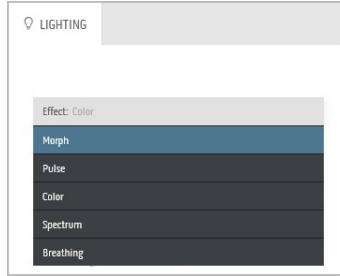 LIGHTING
Effect: Color
Morph
Pulse
Color
Spectrum
Breathing